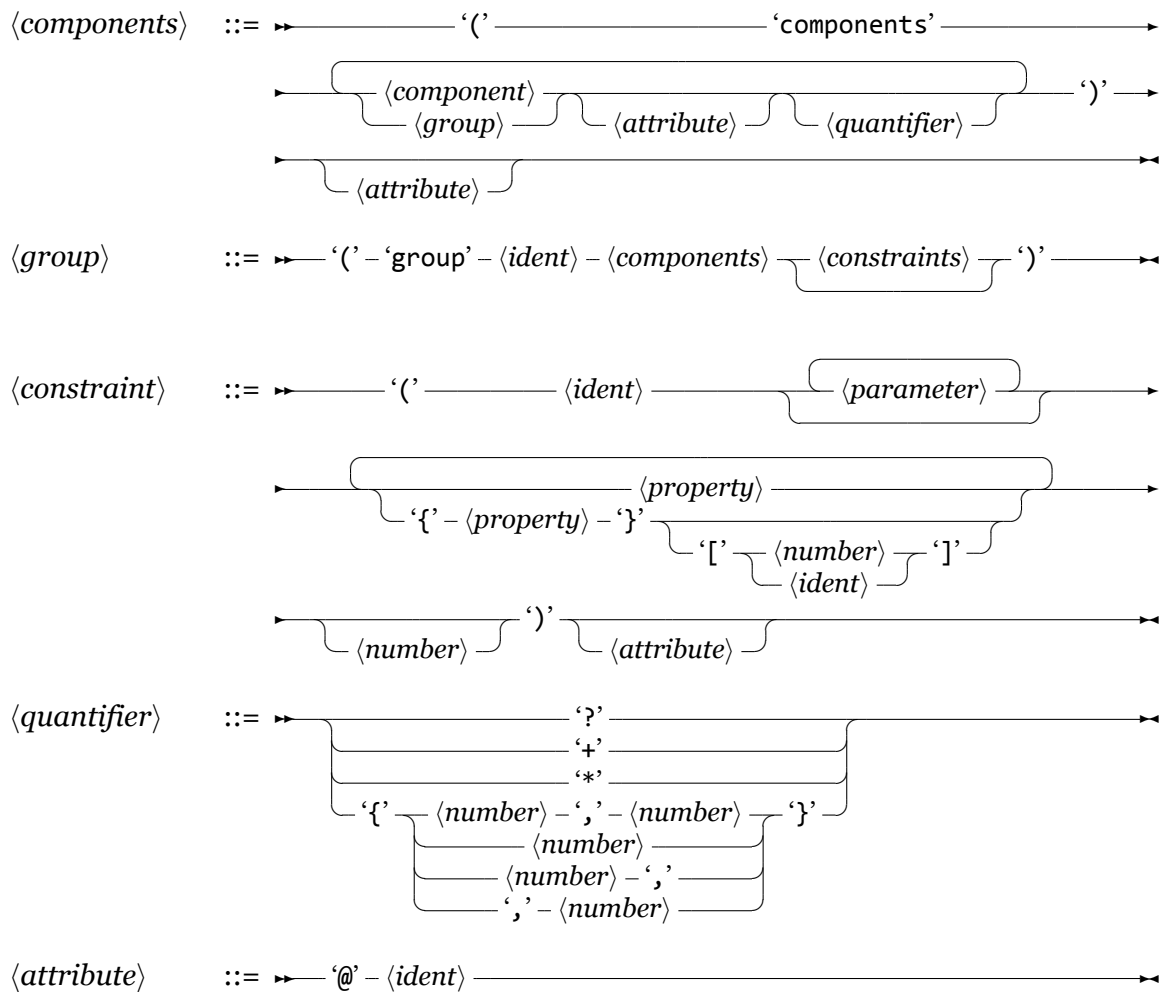 ⟨components⟩ ::= ‘(’ ‘components’
⟨component⟩ ‘)’
⟨group⟩ ⟨attribute⟩ ⟨quantifier⟩
⟨attribute⟩
⟨group⟩ ::= ‘(’ ‘group’ ⟨ident⟩ ⟨components⟩ ⟨constraints⟩ ‘)’
⟨constraint⟩ ::= ‘(’ ⟨ident⟩ ⟨parameter⟩
⟨property⟩
‘{’ ⟨property⟩ ‘}’
‘[’ ⟨number⟩ ‘]’
⟨ident⟩
‘)’
⟨number⟩ ⟨attribute⟩
⟨quantifier⟩ ::= ‘?’
‘+’
‘*’
‘{’ ⟨number⟩ ‘,’ ⟨number⟩ ‘}’
⟨number⟩
⟨number⟩ ‘,’
‘,’ ⟨number⟩
⟨attribute⟩ ::= ‘@’ ⟨ident⟩